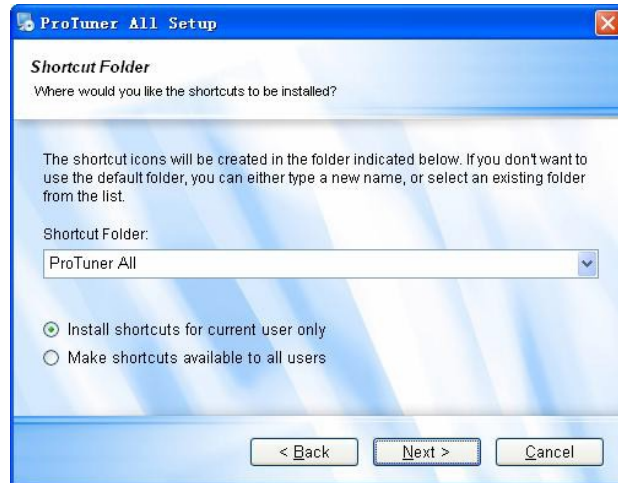 ProTuner All Setup
Shortcut Folder
Where would you like the shortcuts to be installed?
The shortcut icons will be created in the folder indicated below. If you don't want to
use the default folder, you can either type a new name, or select an existing folder
from the list.
Shortcut Folder:
ProTuner All
Install shortcuts for current user only
Make shortcuts available to all users
< Back
Next >
Cancel